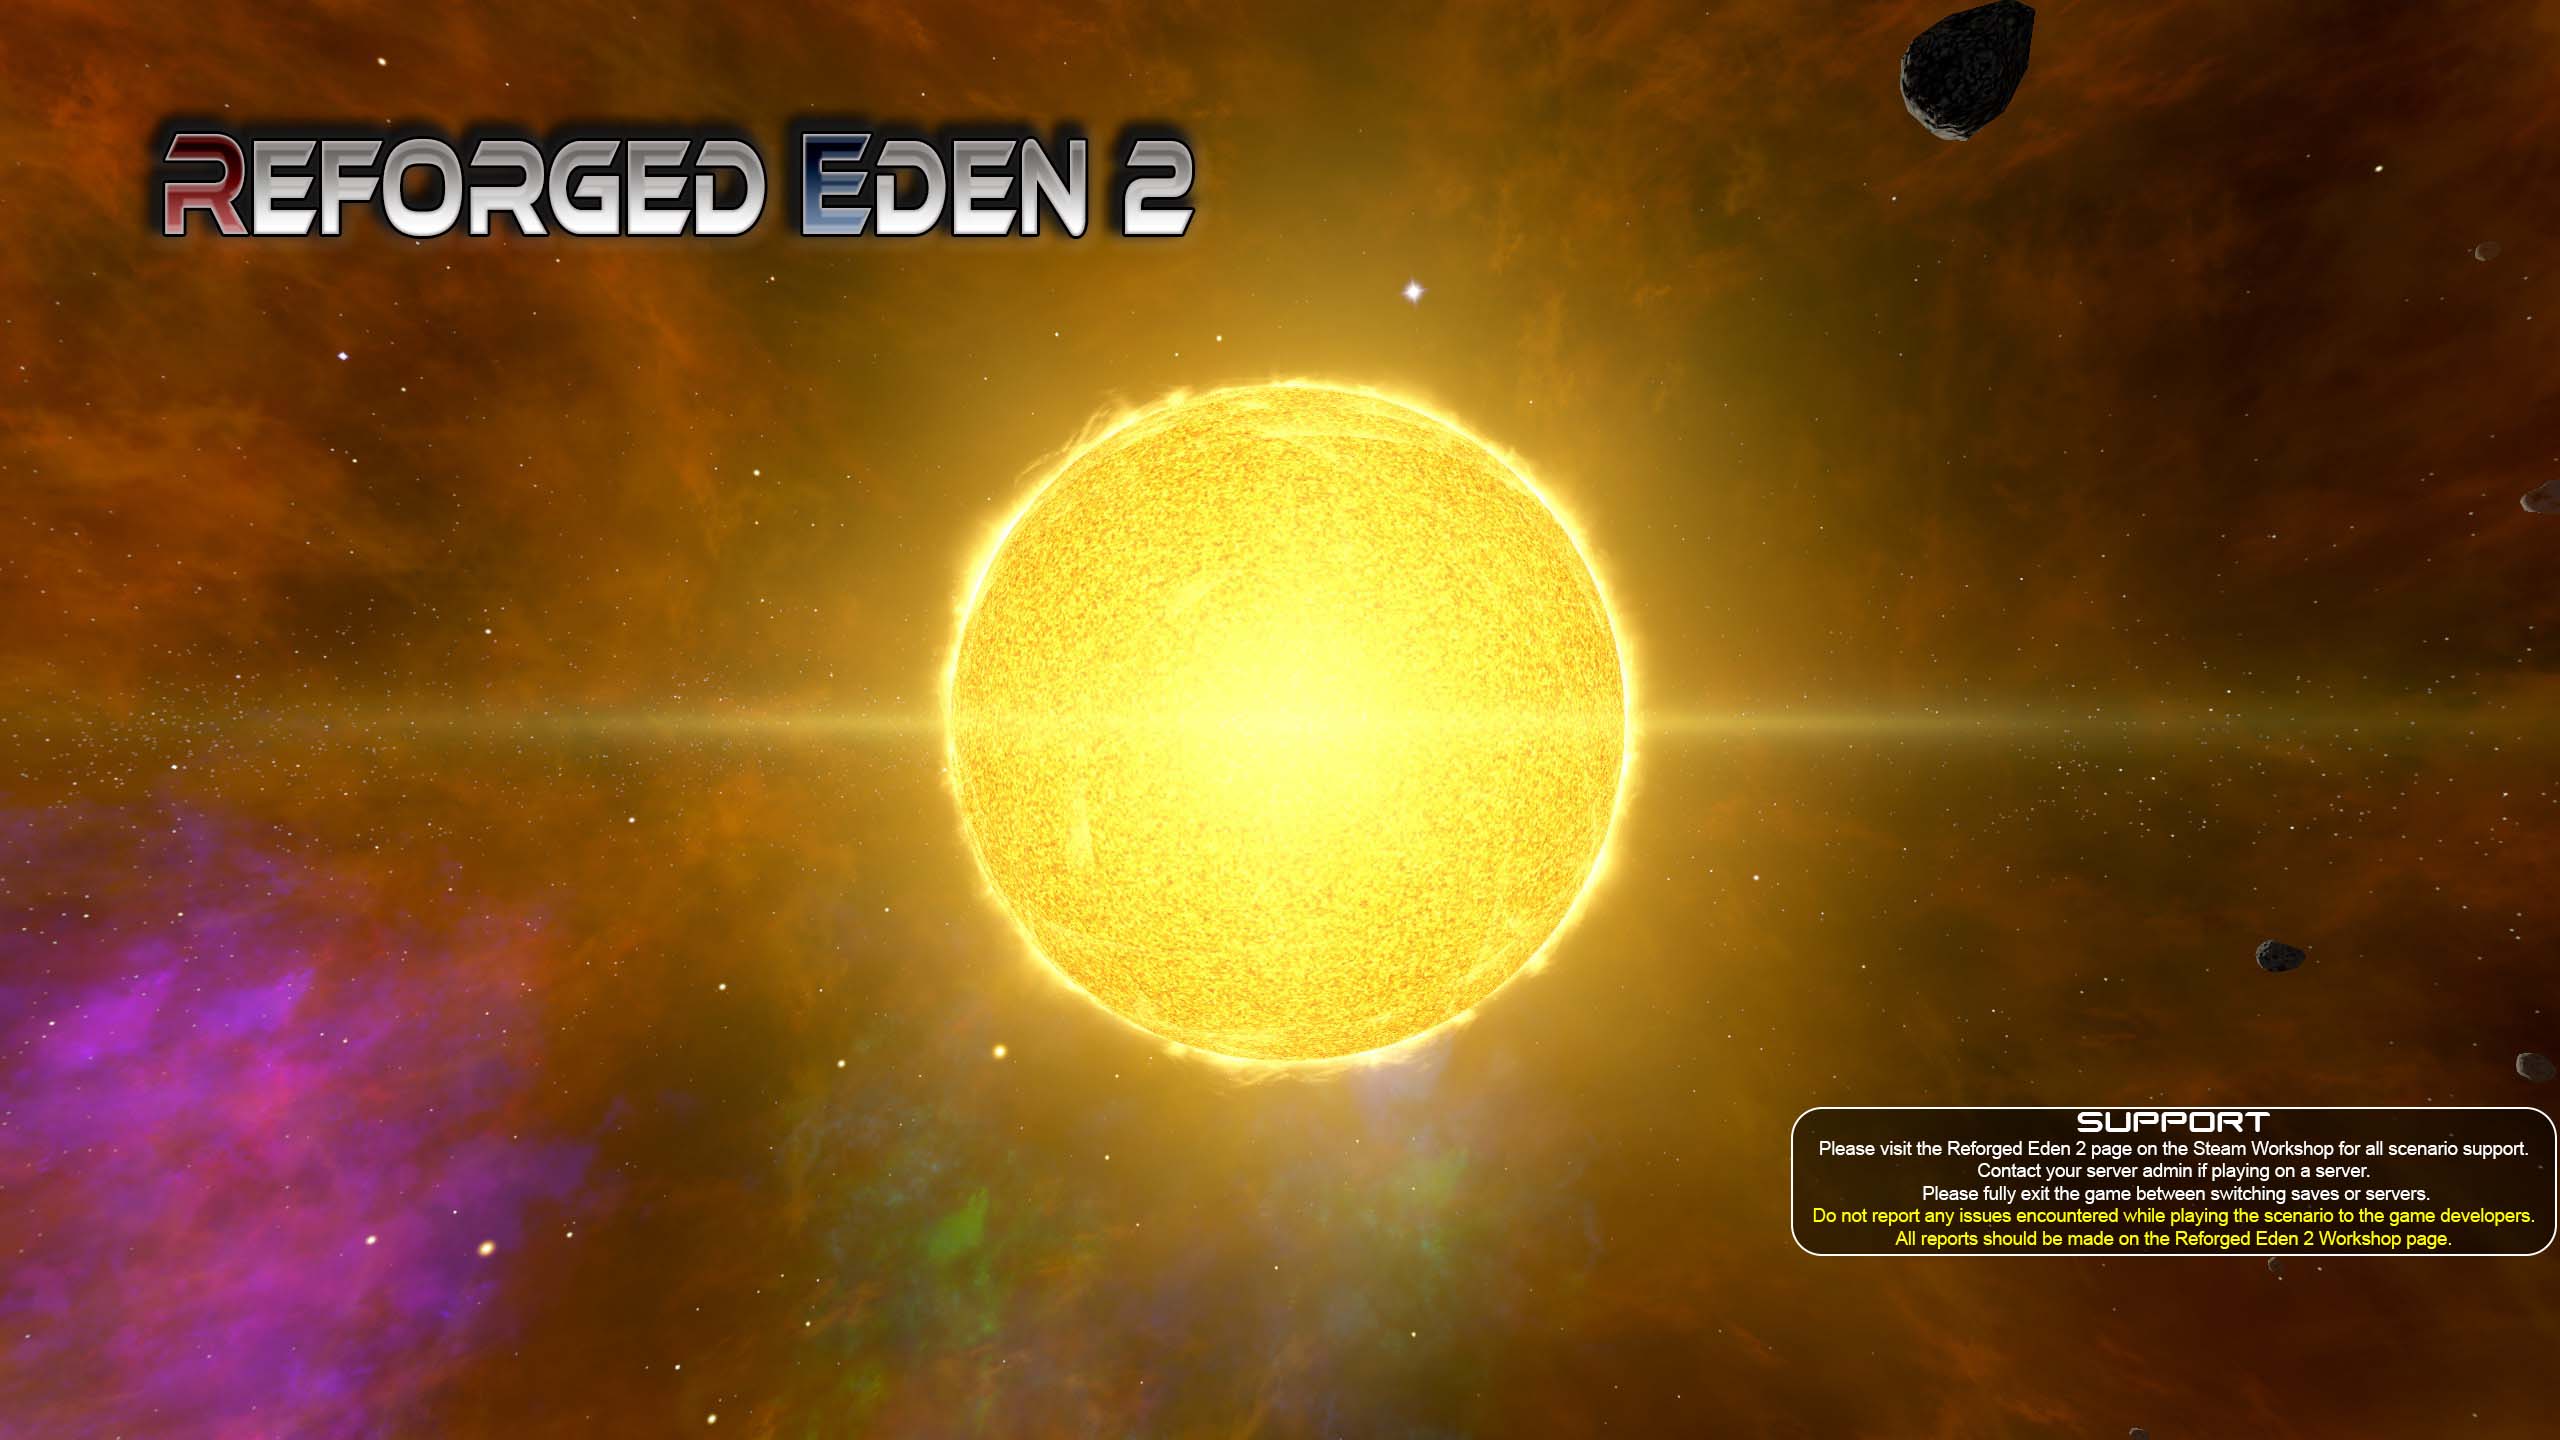 Reforged Eden 2
SUPPORT
Please visit the Reforged Eden 2 page on the Steam Workshop for all scenario support.
Contact your server admin if playing on a server.
Please fully exit the game between switching saves or servers.
Do not report any issues encountered while playing the scenario to the game developers.
All reports should be made on the Reforged Eden 2 Workshop page.